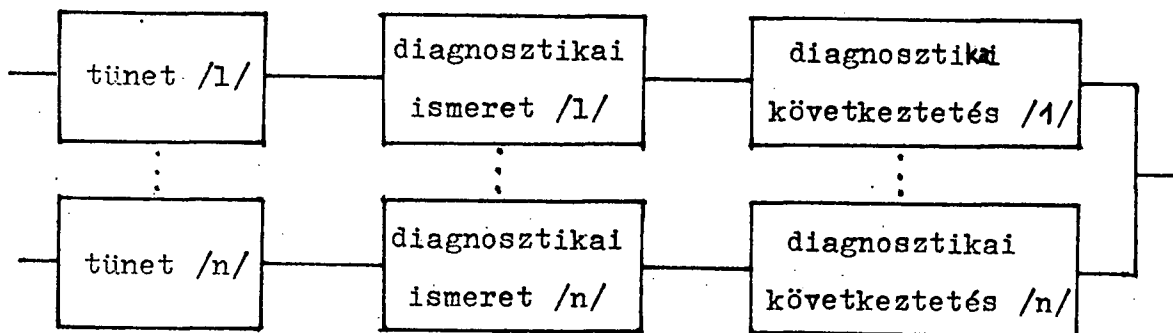 tünet /1/
diagnosztikai
ismeret /1/
diagnosztikai
következtetés /1/
tünet /n/
diagnosztikai
ismeret /n/
diagnosztikai
következtetés /n/